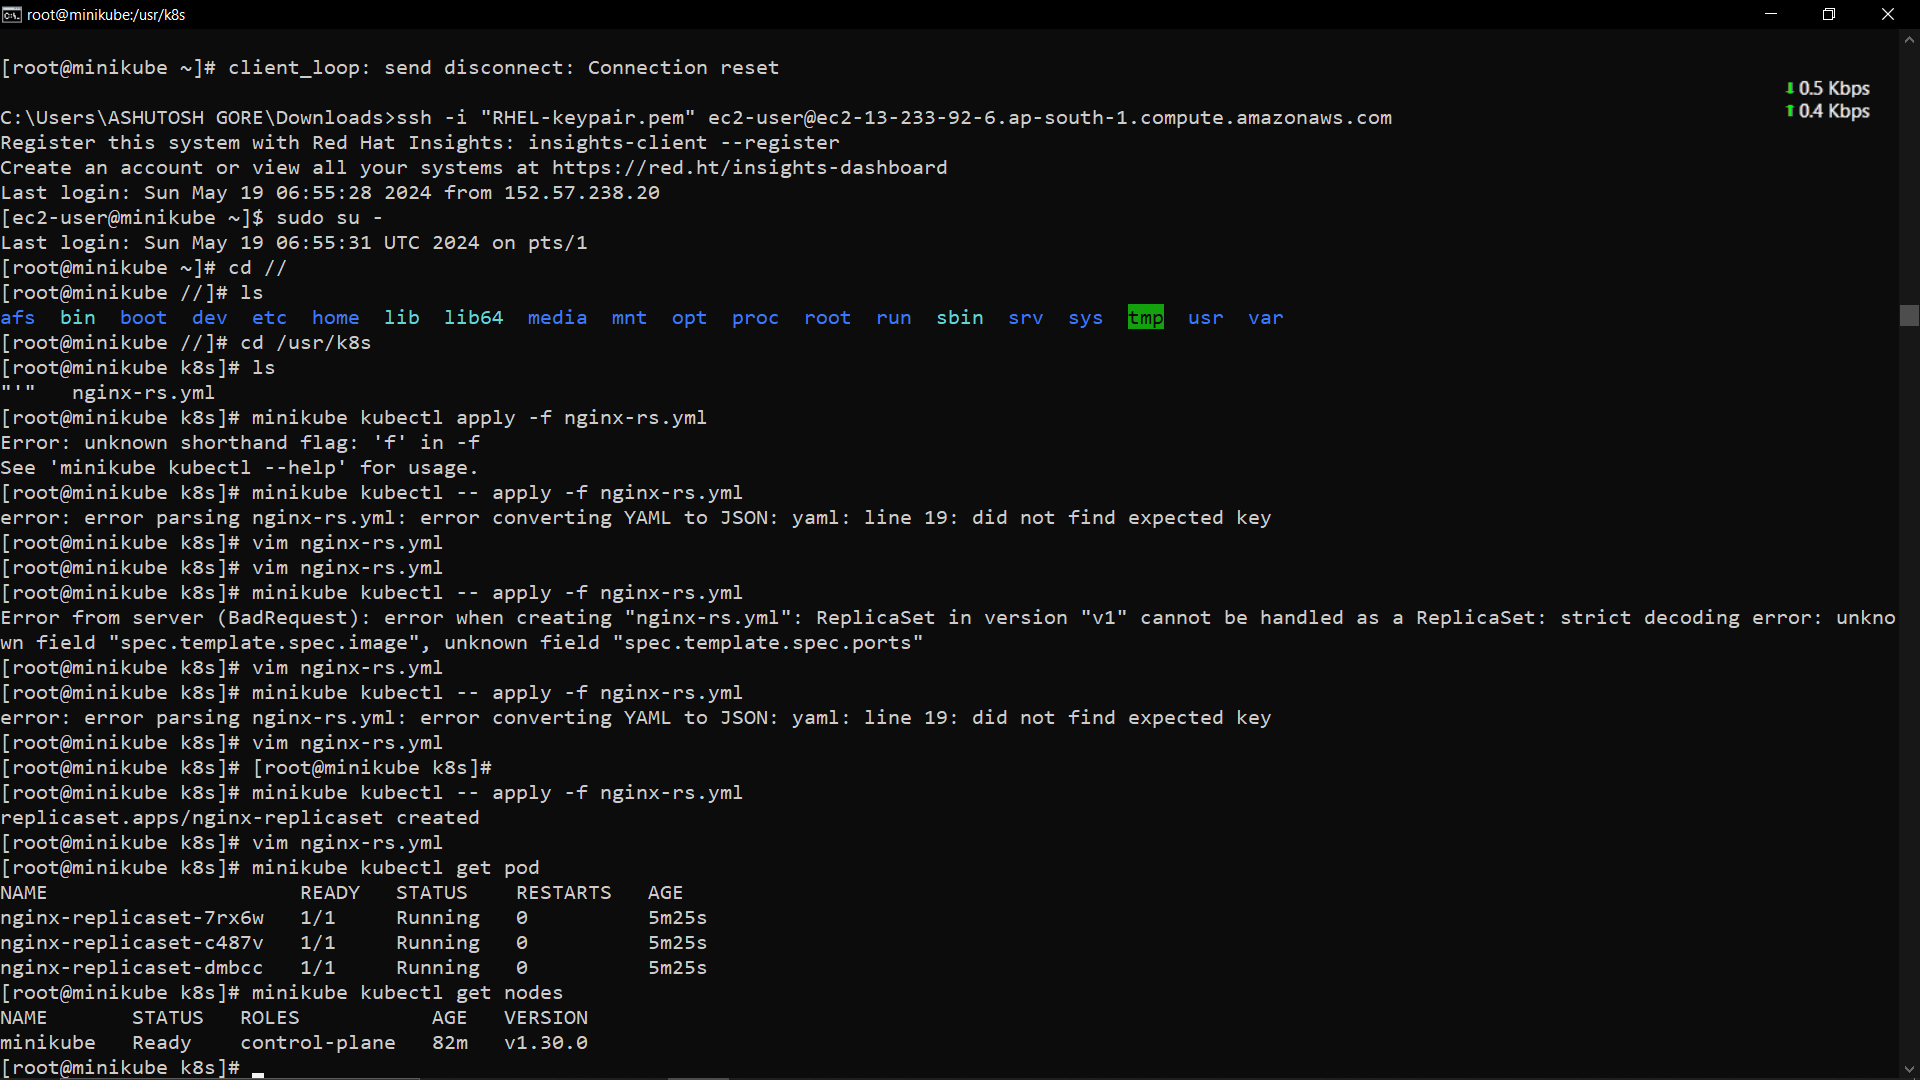 root@minikube:/usr/k8s
[root@minikube ~]# client_loop: send disconnect: Connection reset
0.5 Kbps
0.4 Kbps
C:\Users\ASHUTOSH GORE\Downloads>ssh -i "RHEL-keypair.pem" ec2-user@ec2-13-233-92-6.ap-south-1.compute.amazonaws.com
Register this system with Red Hat Insights: insights-client --register
Create an account or view all your systems at https://red.ht/insights-dashboard
Last login: Sun May 19 06:55:28 2024 from 152.57.238.20
[ec2-user@minikube ~]$ sudo su -
Last login: Sun May 19 06:55:31 UTC 2024 on pts/1
[root@minikube ~]# cd //
[root@minikube //]# ls
afs  bin  boot  dev  etc  home  lib  lib64  media  mnt  opt  proc  root  run  sbin  srv  sys  tmp  usr  var
[root@minikube //]# cd /usr/k8s
[root@minikube k8s]# ls
"'"   nginx-rs.yml
[root@minikube k8s]# minikube kubectl apply -f nginx-rs.yml
Error: unknown shorthand flag: 'f' in -f
See 'minikube kubectl --help' for usage.
[root@minikube k8s]# minikube kubectl -- apply -f nginx-rs.yml
error: error parsing nginx-rs.yml: error converting YAML to JSON: yaml: line 19: did not find expected key
[root@minikube k8s]# vim nginx-rs.yml
[root@minikube k8s]# vim nginx-rs.yml
[root@minikube k8s]# minikube kubectl -- apply -f nginx-rs.yml
Error from server (BadRequest): error when creating "nginx-rs.yml": ReplicaSet in version "v1" cannot be handled as a ReplicaSet: strict decoding error: unkno
wn field "spec.template.spec.image", unknown field "spec.template.spec.ports"
[root@minikube k8s]# vim nginx-rs.yml
[root@minikube k8s]# minikube kubectl -- apply -f nginx-rs.yml
error: error parsing nginx-rs.yml: error converting YAML to JSON: yaml: line 19: did not find expected key
[root@minikube k8s]# vim nginx-rs.yml
[root@minikube k8s]# [root@minikube k8s]#
[root@minikube k8s]# minikube kubectl -- apply -f nginx-rs.yml
replicaset.apps/nginx-replicaset created
[root@minikube k8s]# vim nginx-rs.yml
[root@minikube k8s]# minikube kubectl get pod
NAME                     READY   STATUS    RESTARTS   AGE
nginx-replicaset-7rx6w   1/1     Running   0          5m25s
nginx-replicaset-c487v   1/1     Running   0          5m25s
nginx-replicaset-dmbcc   1/1     Running   0          5m25s
[root@minikube k8s]# minikube kubectl get nodes
NAME       STATUS   ROLES           AGE   VERSION
minikube   Ready    control-plane   82m   v1.30.0
[root@minikube k8s]#